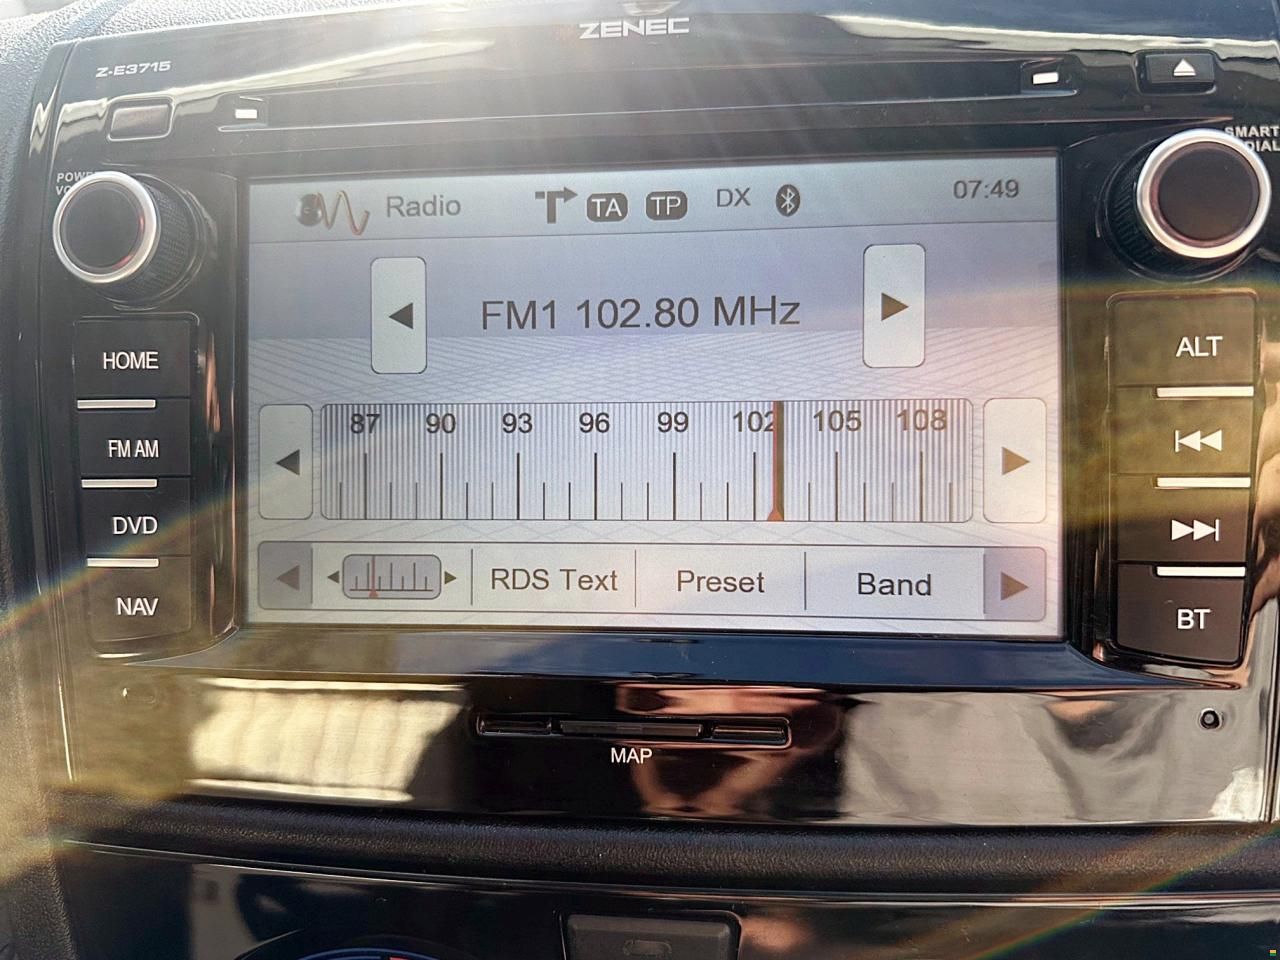 ZENEC
Z-E3715
SMART
DIAL
POWER
Radio TA TP DX 07:49
FM1 102.80 MHz
87 90 93 96 99 102 105 108
RDS Text Preset Band
HOME
FM AM
DVD
NAV
ALT
BT
MAP